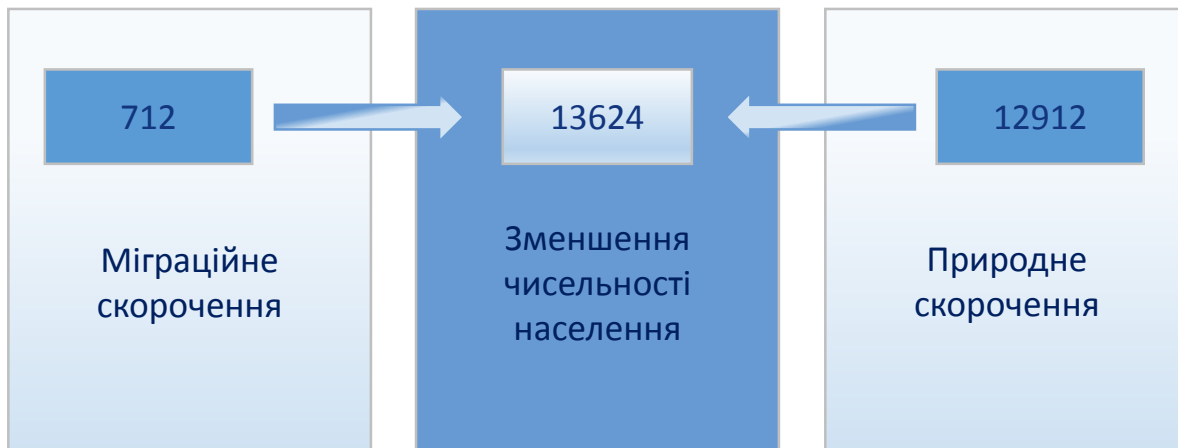 712
Міграційне
скорочення
13624
Зменшення
чисельності
населення
12912
Природне
скорочення